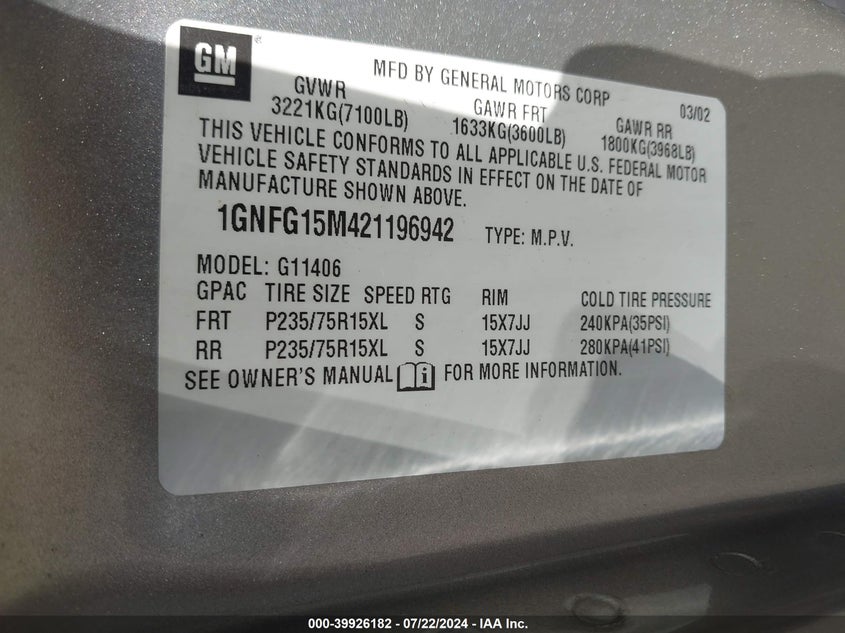 GM
MFD BY GENERAL MOTORS CORP 03/02
GVWR GAWR FRT GAWR RR
3221KG(7100LB) 1633KG(3600LB) 1800KG(3968LB)
THIS VEHICLE CONFORMS TO ALL APPLICABLE U.S. FEDERAL MOTOR
VEHICLE SAFETY STANDARDS IN EFFECT ON THE DATE OF
MANUFACTURE SHOWN ABOVE.
1GNFG15M421196942 TYPE: M.P.V.
MODEL: G11406
GPAC TIRE SIZE SPEED RTG RIM COLD TIRE PRESSURE
FRT P235/75R15XL S 15X7JJ 240KPA(35PSI)
RR P235/75R15XL S 15X7JJ 280KPA(41PSI)
SEE OWNER'S MANUAL i FOR MORE INFORMATION.
000-39926182 - 07/22/2024 - IAA Inc.